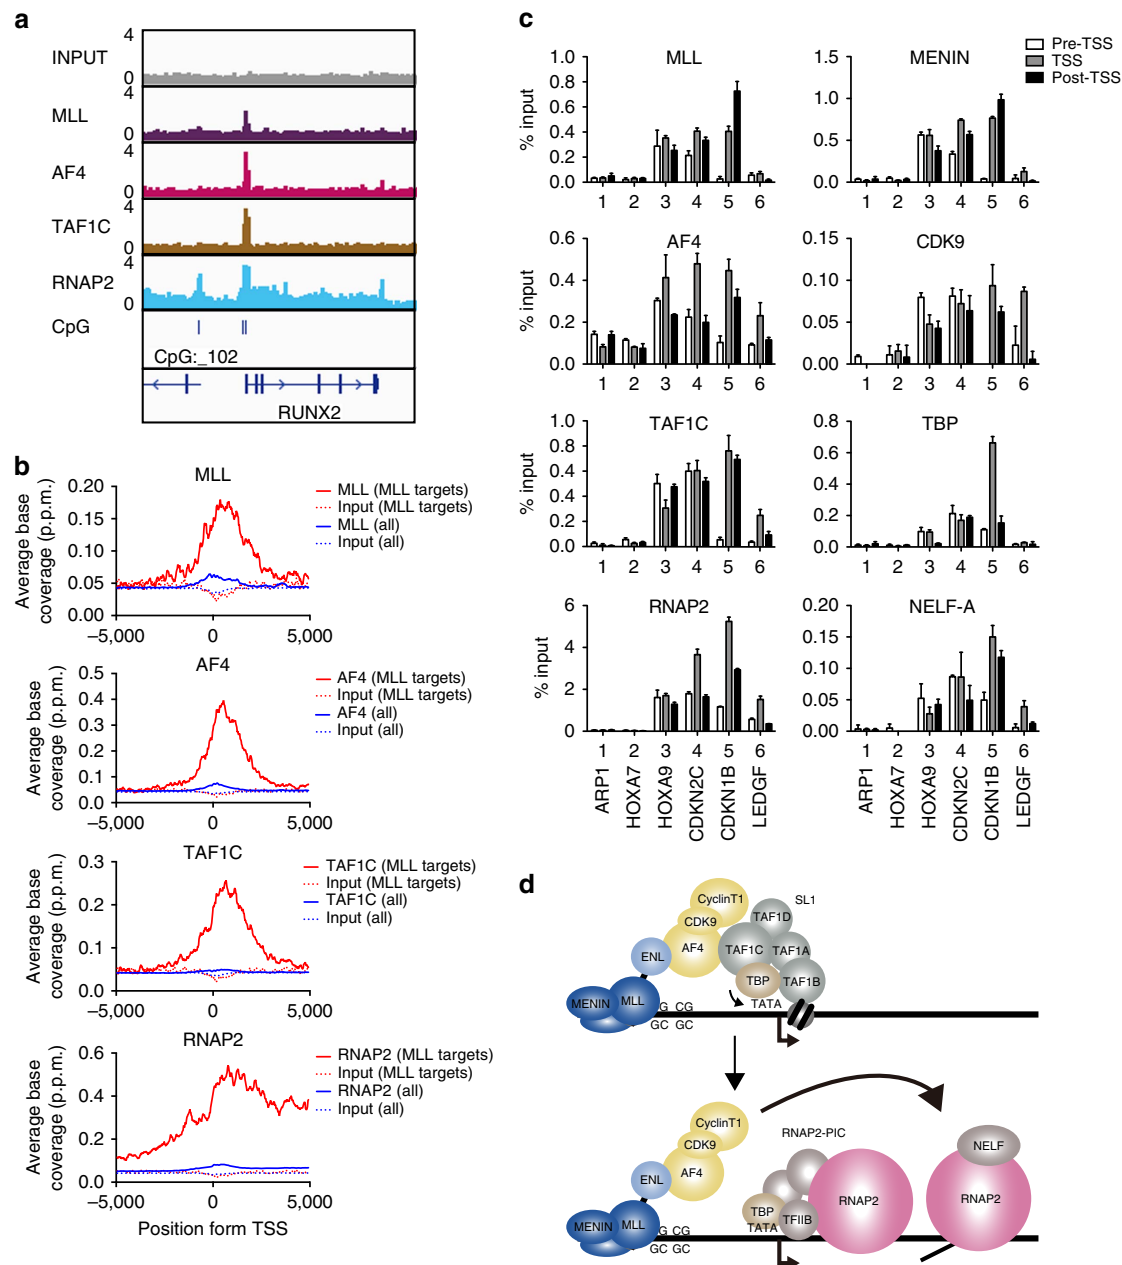 a
INPUT
4
0
MLL
4
0
AF4
4
0
TAF1C
4
0
RNAP2
4
0
CpG
CpG:_102
RUNX2
b
MLL
Average base coverage (p.p.m.)
0.20
0.15
0.10
0.05
0.00
–5,000
0
5,000
MLL (MLL targets)
Input (MLL targets)
MLL (all)
Input (all)
AF4
Average base coverage (p.p.m.)
0.5
0.4
0.3
0.2
0.1
0.0
–5,000
0
5,000
AF4 (MLL targets)
Input (MLL targets)
AF4 (all)
Input (all)
TAF1C
Average base coverage (p.p.m.)
0.3
0.2
0.1
0.0
–5,000
0
5,000
TAF1C (MLL targets)
Input (MLL targets)
TAF1C (all)
Input (all)
RNAP2
Average base coverage (p.p.m.)
0.6
0.4
0.2
0.0
–5,000
0
5,000
RNAP2 (MLL targets)
Input (MLL targets)
RNAP2 (all)
Input (all)
Position form TSS
c
Pre-TSS
TSS
Post-TSS
MLL
% input
1.0
0.8
0.6
0.4
0.2
0.0
1 2 3 4 5 6
MENIN
1.5
1.0
0.5
0.0
1 2 3 4 5 6
AF4
% input
0.6
0.4
0.2
0.0
1 2 3 4 5 6
CDK9
0.15
0.10
0.05
0.00
1 2 3 4 5 6
TAF1C
% input
1.0
0.8
0.6
0.4
0.2
0.0
1 2 3 4 5 6
TBP
0.8
0.6
0.4
0.2
0.0
1 2 3 4 5 6
RNAP2
% input
6
4
2
0
1 2 3 4 5 6
ARP1
HOXA7
HOXA9
CDKN2C
CDKN1B
LEDGF
NELF-A
0.20
0.15
0.10
0.05
0.00
1 2 3 4 5 6
ARP1
HOXA7
HOXA9
CDKN2C
CDKN1B
LEDGF
d
CyclinT1
SL1
CDK9
TAF1D
AF4
TAF1C
TAF1A
ENL
TBP
TAF1B
MENIN
MLL
TATA
G CG
GC GC
CyclinT1
RNAP2-PIC
CDK9
NELF
AF4
ENL
RNAP2
RNAP2
TBP
TFIIB
MENIN
MLL
TATA
G CG
GC GC